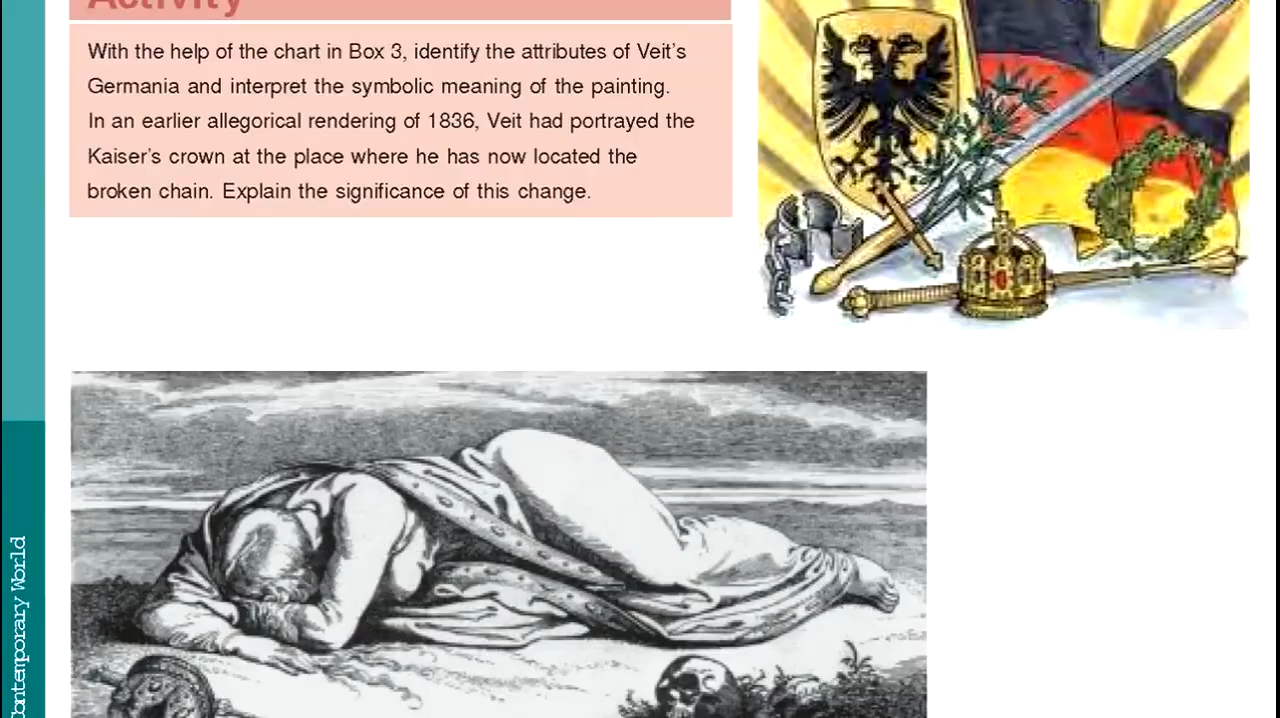 Activity
With the help of the chart in Box 3, identify the attributes of Veit's
Germania and interpret the symbolic meaning of the painting.
In an earlier allegorical rendering of 1836, Veit had portrayed the
Kaiser's crown at the place where he has now located the
broken chain. Explain the significance of this change.
Contemporary World